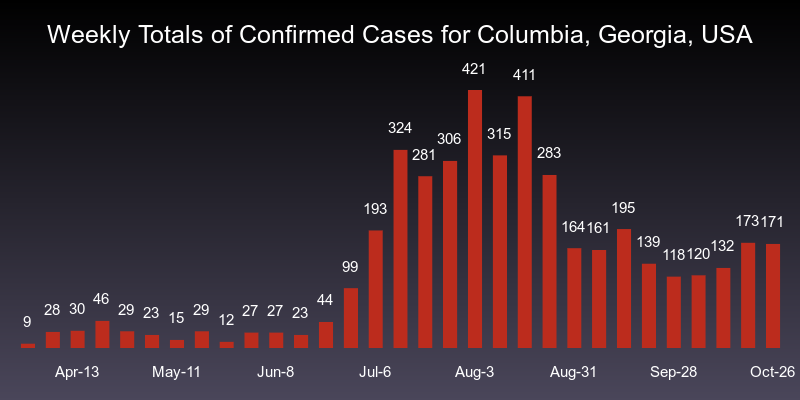 Weekly Totals of Confirmed Cases for Columbia, Georgia, USA
9 28 30 46 29 23 15 29 12 27 27 23 44 99 193 324 281 306 421 315 411 283 164 161 195 139 118 120 132 173 171
Apr-13 May-11 Jun-8 Jul-6 Aug-3 Aug-31 Sep-28 Oct-26